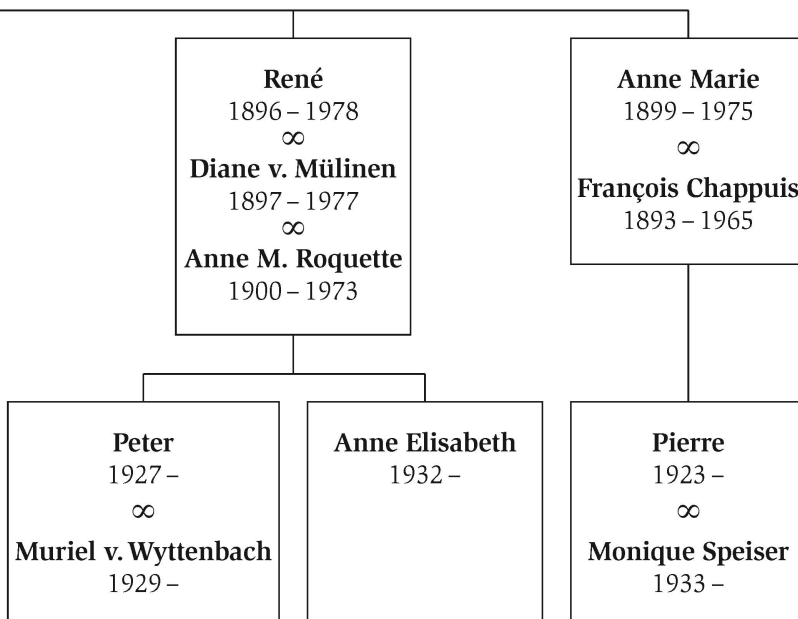 René
1896 – 1978
∞
Diane v. Mülinen
1897 – 1977
∞
Anne M. Roquette
1900 – 1973
Anne Marie
1899 – 1975
∞
François Chappuis
1893 – 1965
Peter
1927 –
∞
Muriel v. Wyttenbach
1929 –
Anne Elisabeth
1932 –
Pierre
1923 –
∞
Monique Speiser
1933 –